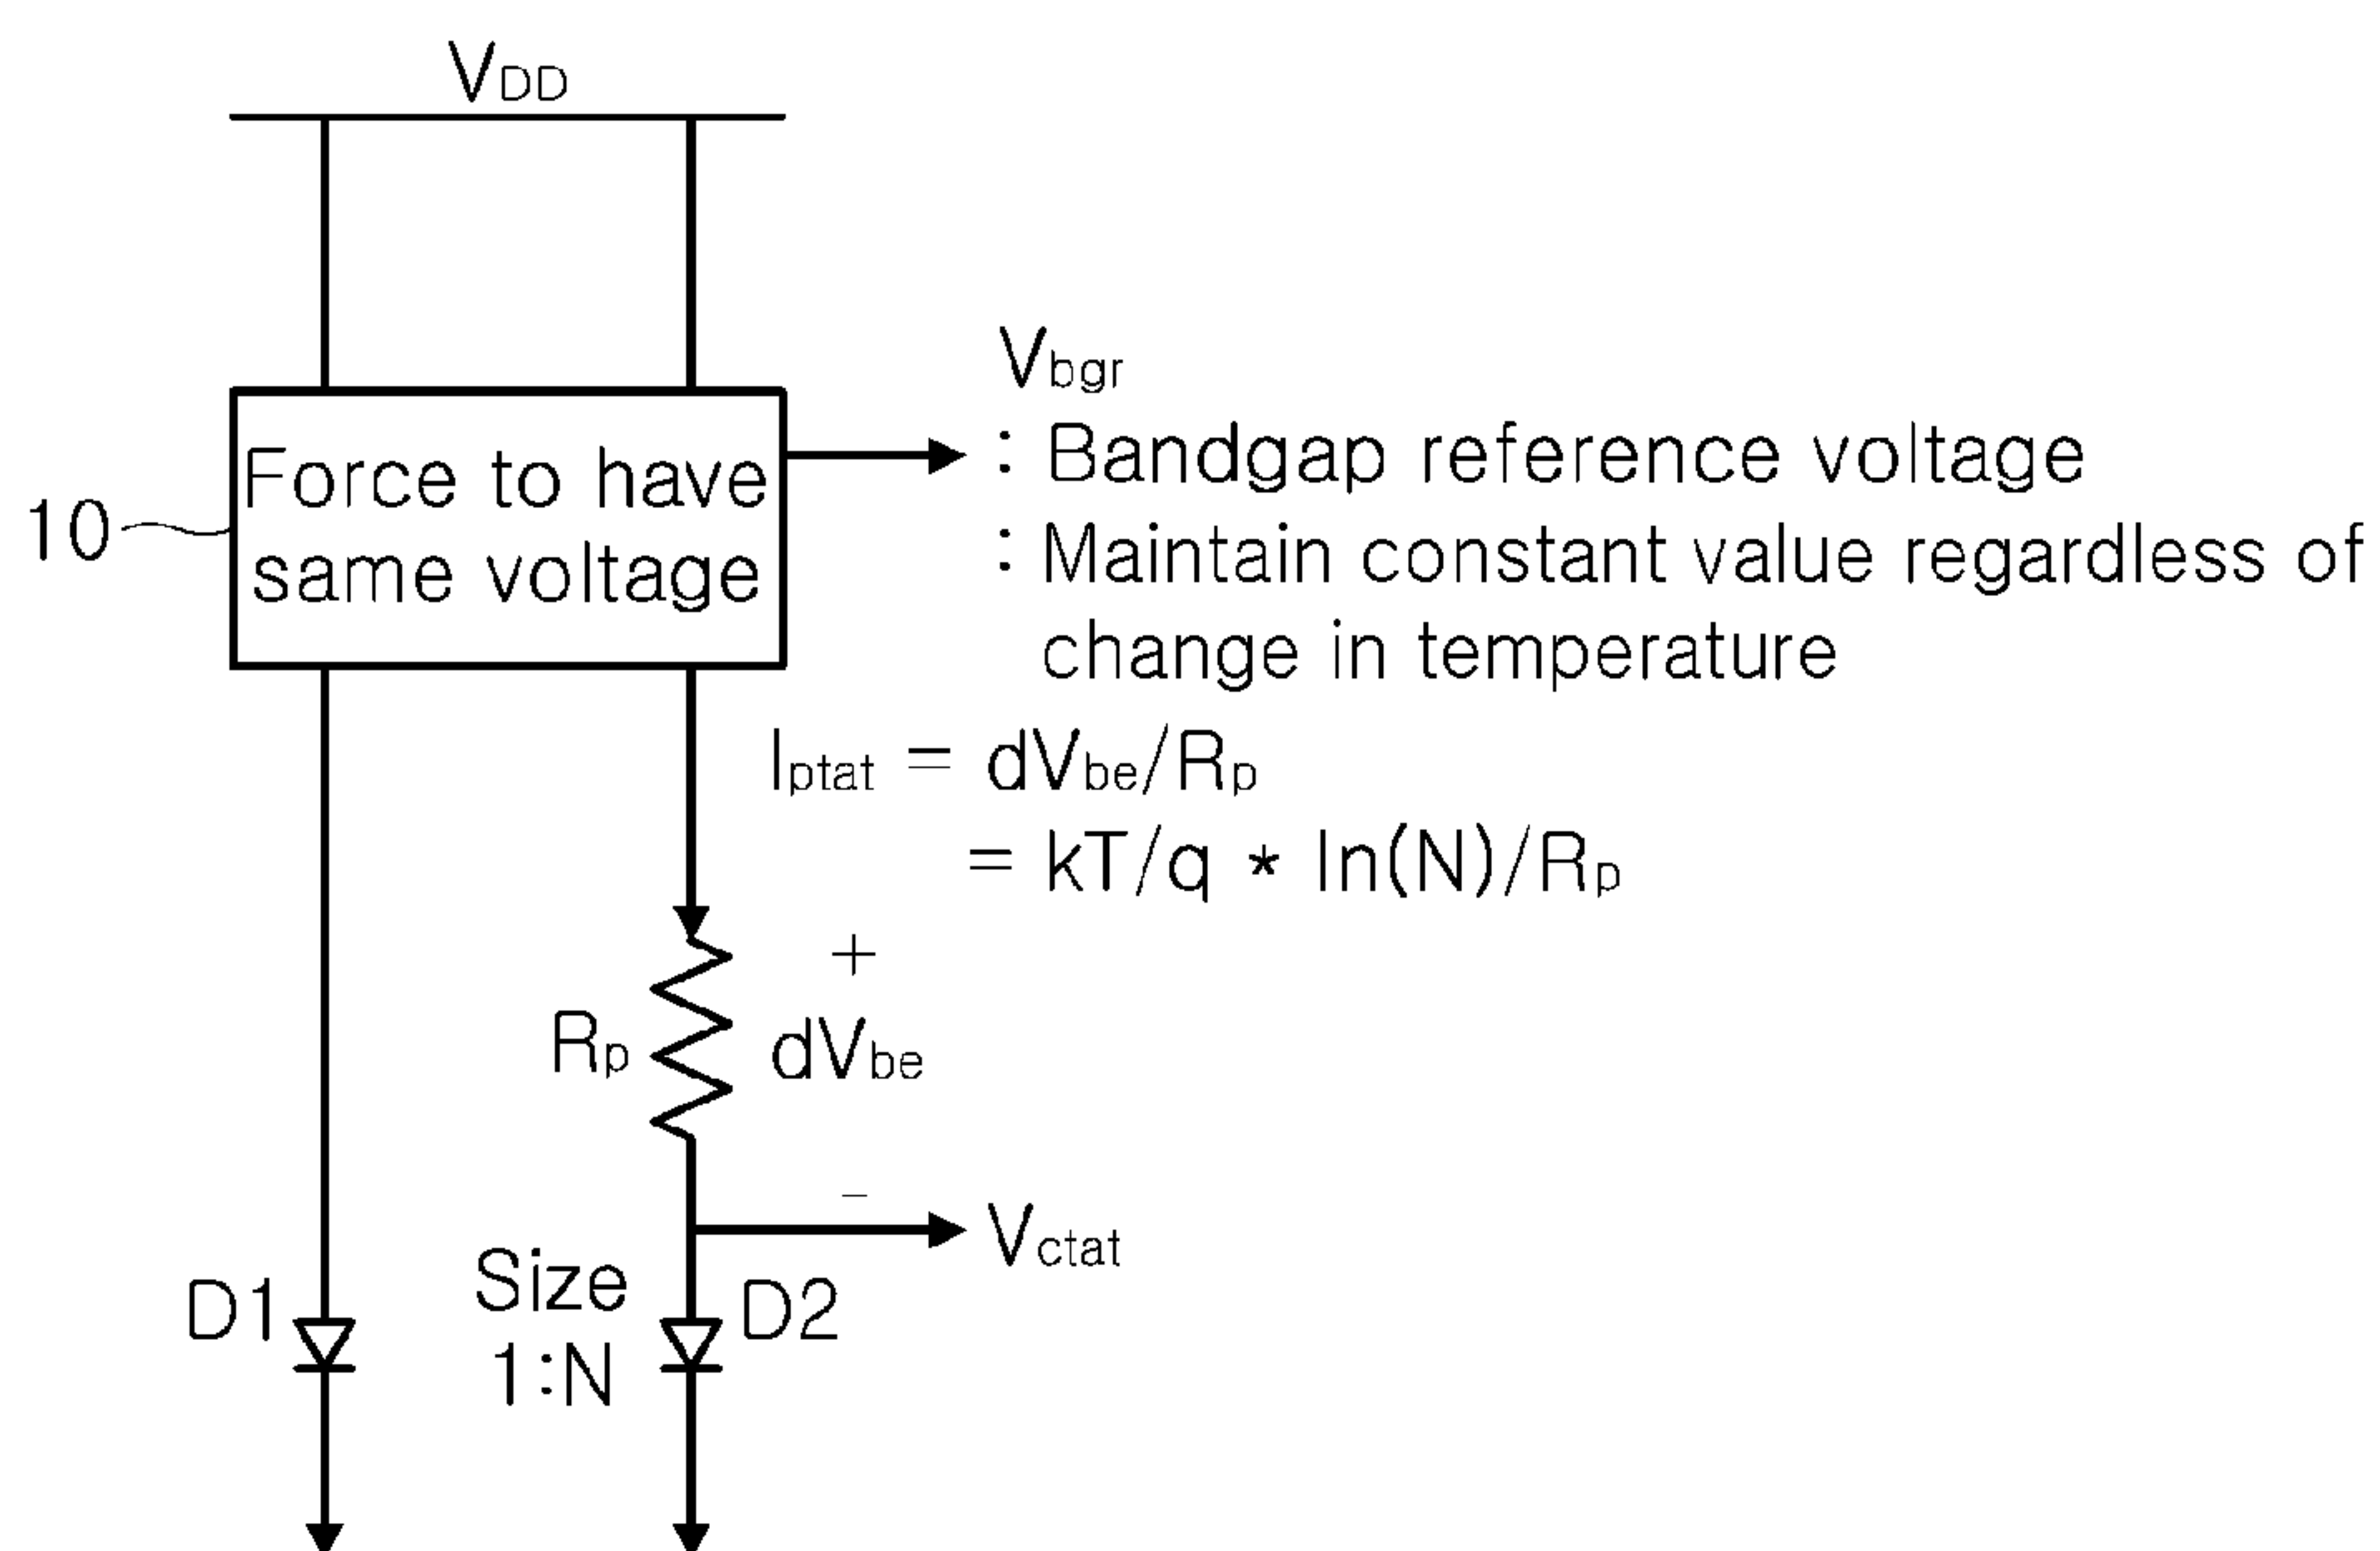 VDD
Vbgr
: Bandgap reference voltage
: Maintain constant value regardless of
change in temperature
Force to have
same voltage
10
Iptat = dVbe/Rp
= kT/q * ln(N)/Rp
+
Rp
dVbe
-
Vctat
D1
Size
1:N
D2